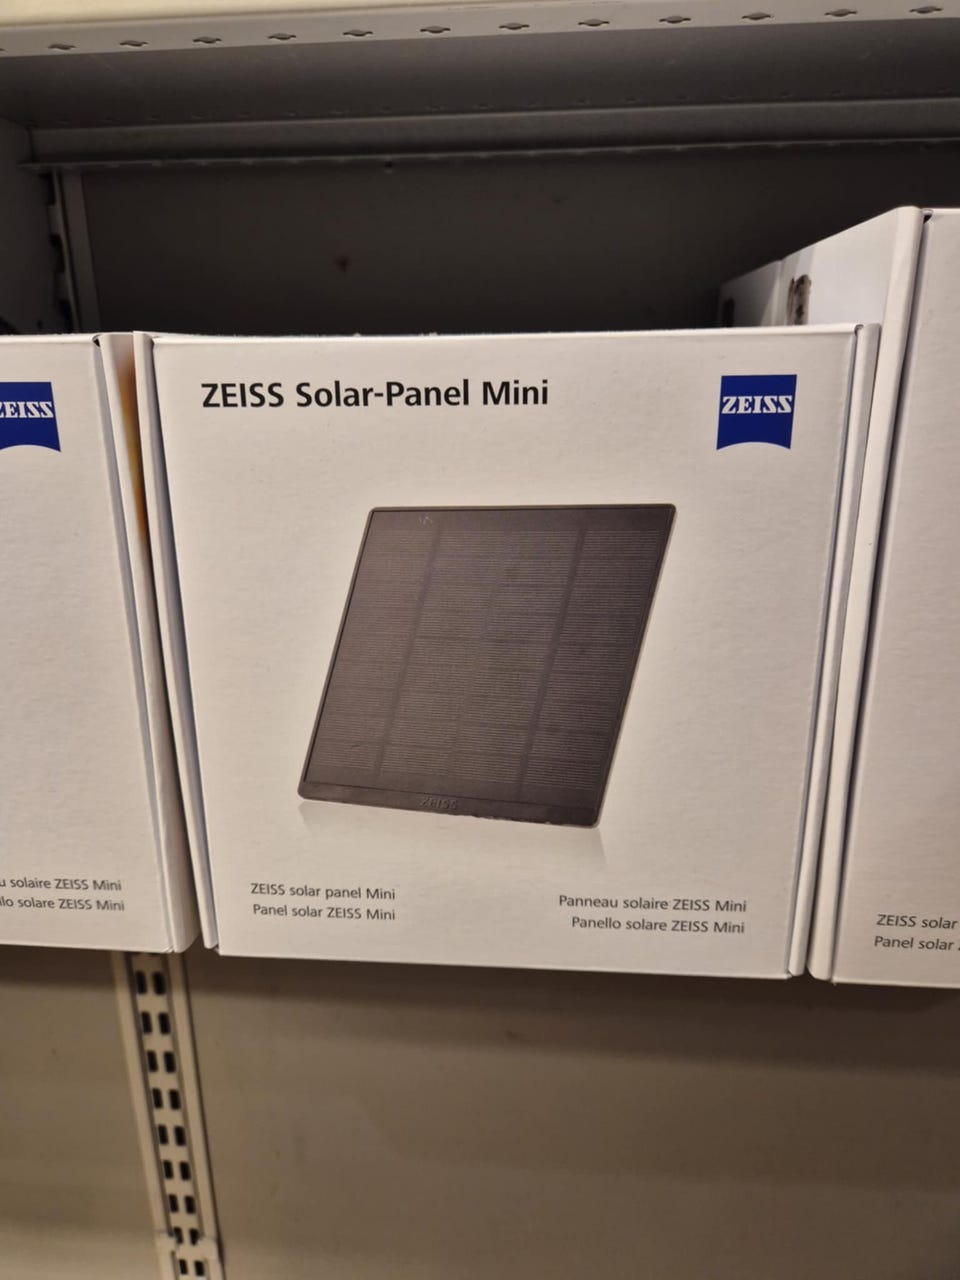 ZEISS Solar-Panel Mini
ZEISS
ZEISS
ZEISS
ZEISS solar panel Mini
Panel solar ZEISS Mini
Panneau solaire ZEISS Mini
Panello solare ZEISS Mini
solaire ZEISS Mini
solare ZEISS Mini
ZEISS solar
Panel solar